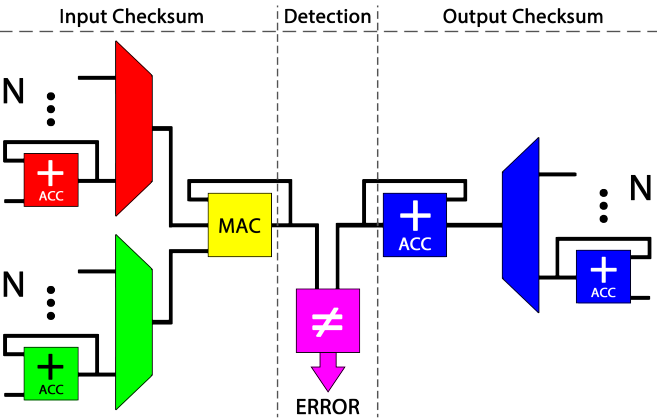 Input Checksum
Detection
Output Checksum
N
+
ACC
MAC
+
ACC
N
+
ACC
N
+
ACC
≠
ERROR